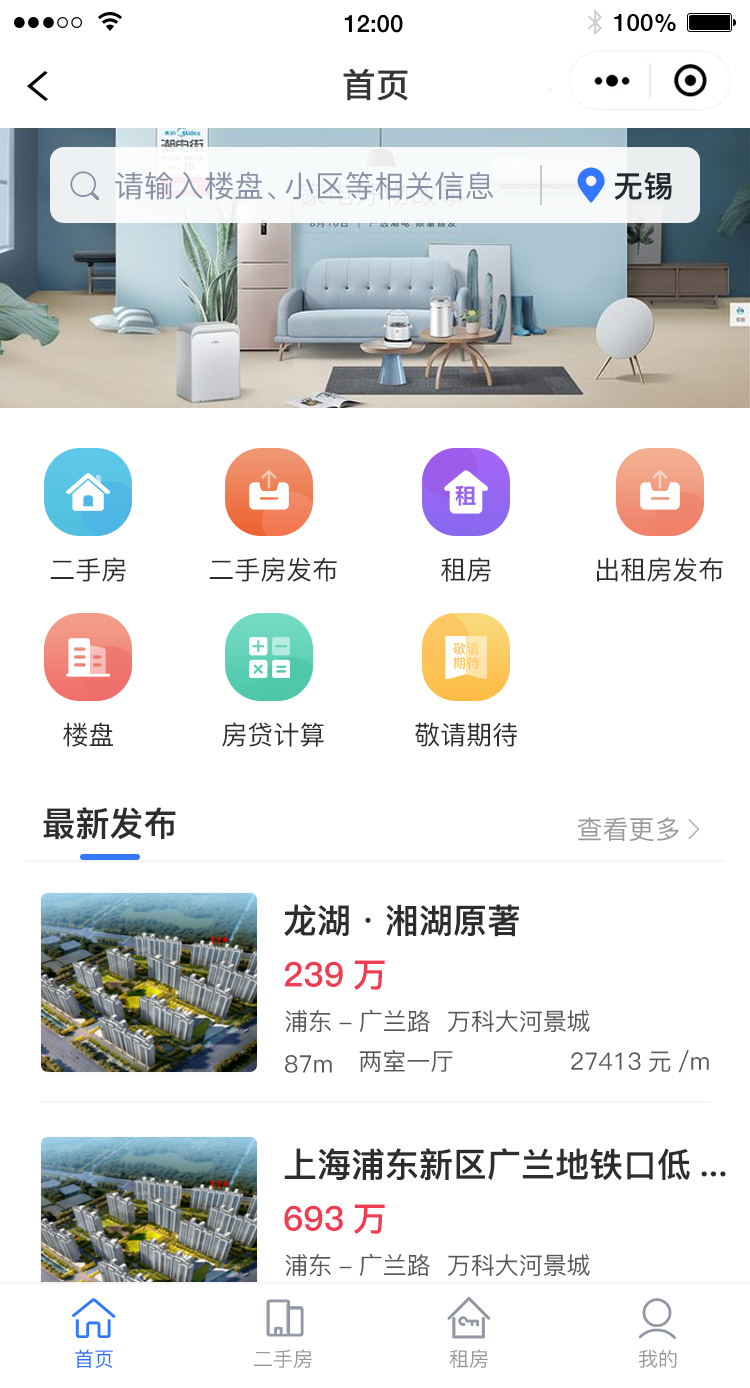 12:00
100%
首页
美的 Midea
潮电街
请输入楼盘、小区等相关信息
无锡
二手房
二手房发布
租
租房
出租房发布
楼盘
房贷计算
敬请
期待
敬请期待
最新发布
查看更多
龙湖·湘湖原著
239 万
浦东 – 广兰路 万科大河景城
87m 两室一厅 27413 元 /m
上海浦东新区广兰地铁口低 ...
693 万
浦东 – 广兰路 万科大河景城
首页
二手房
租房
我的